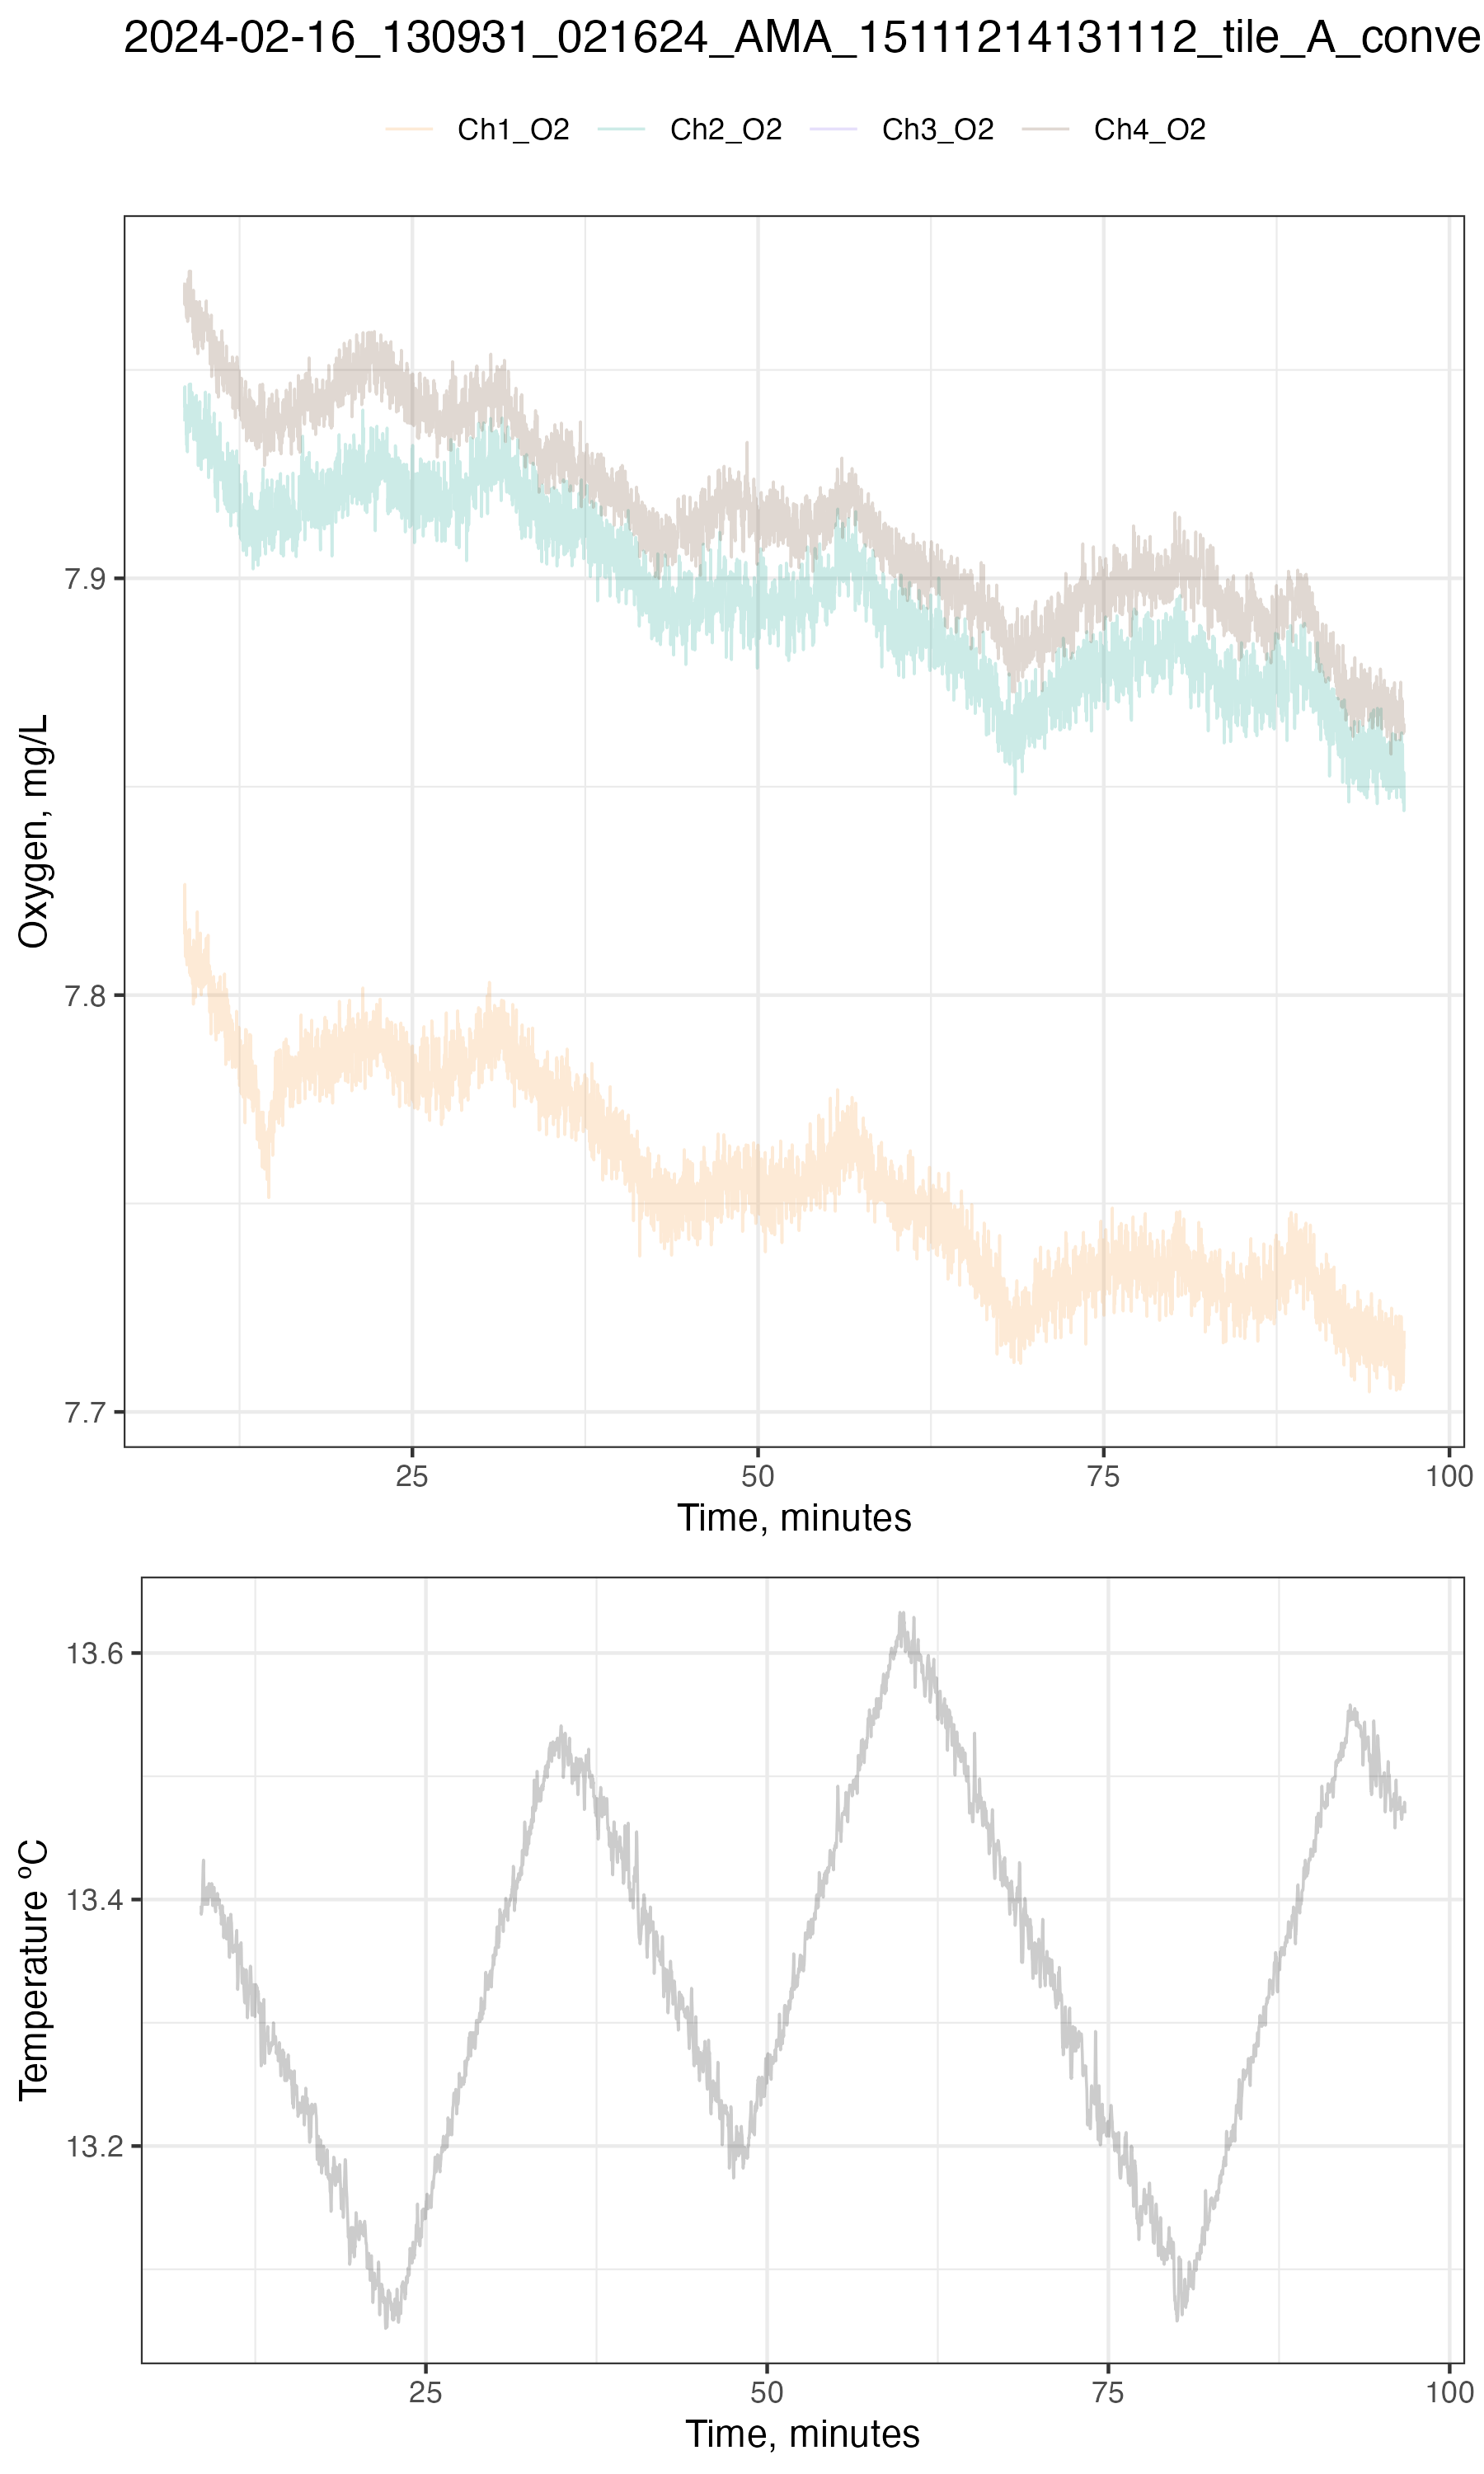 2024-02-16_130931_021624_AMA_15111214131112_tile_A_conve
Ch1_O2 Ch2_O2 Ch3_O2 Ch4_O2
Oxygen, mg/L
7.9
7.8
7.7
25 50 75 100
Time, minutes
Temperature ºC
13.6
13.4
13.2
25 50 75 100
Time, minutes